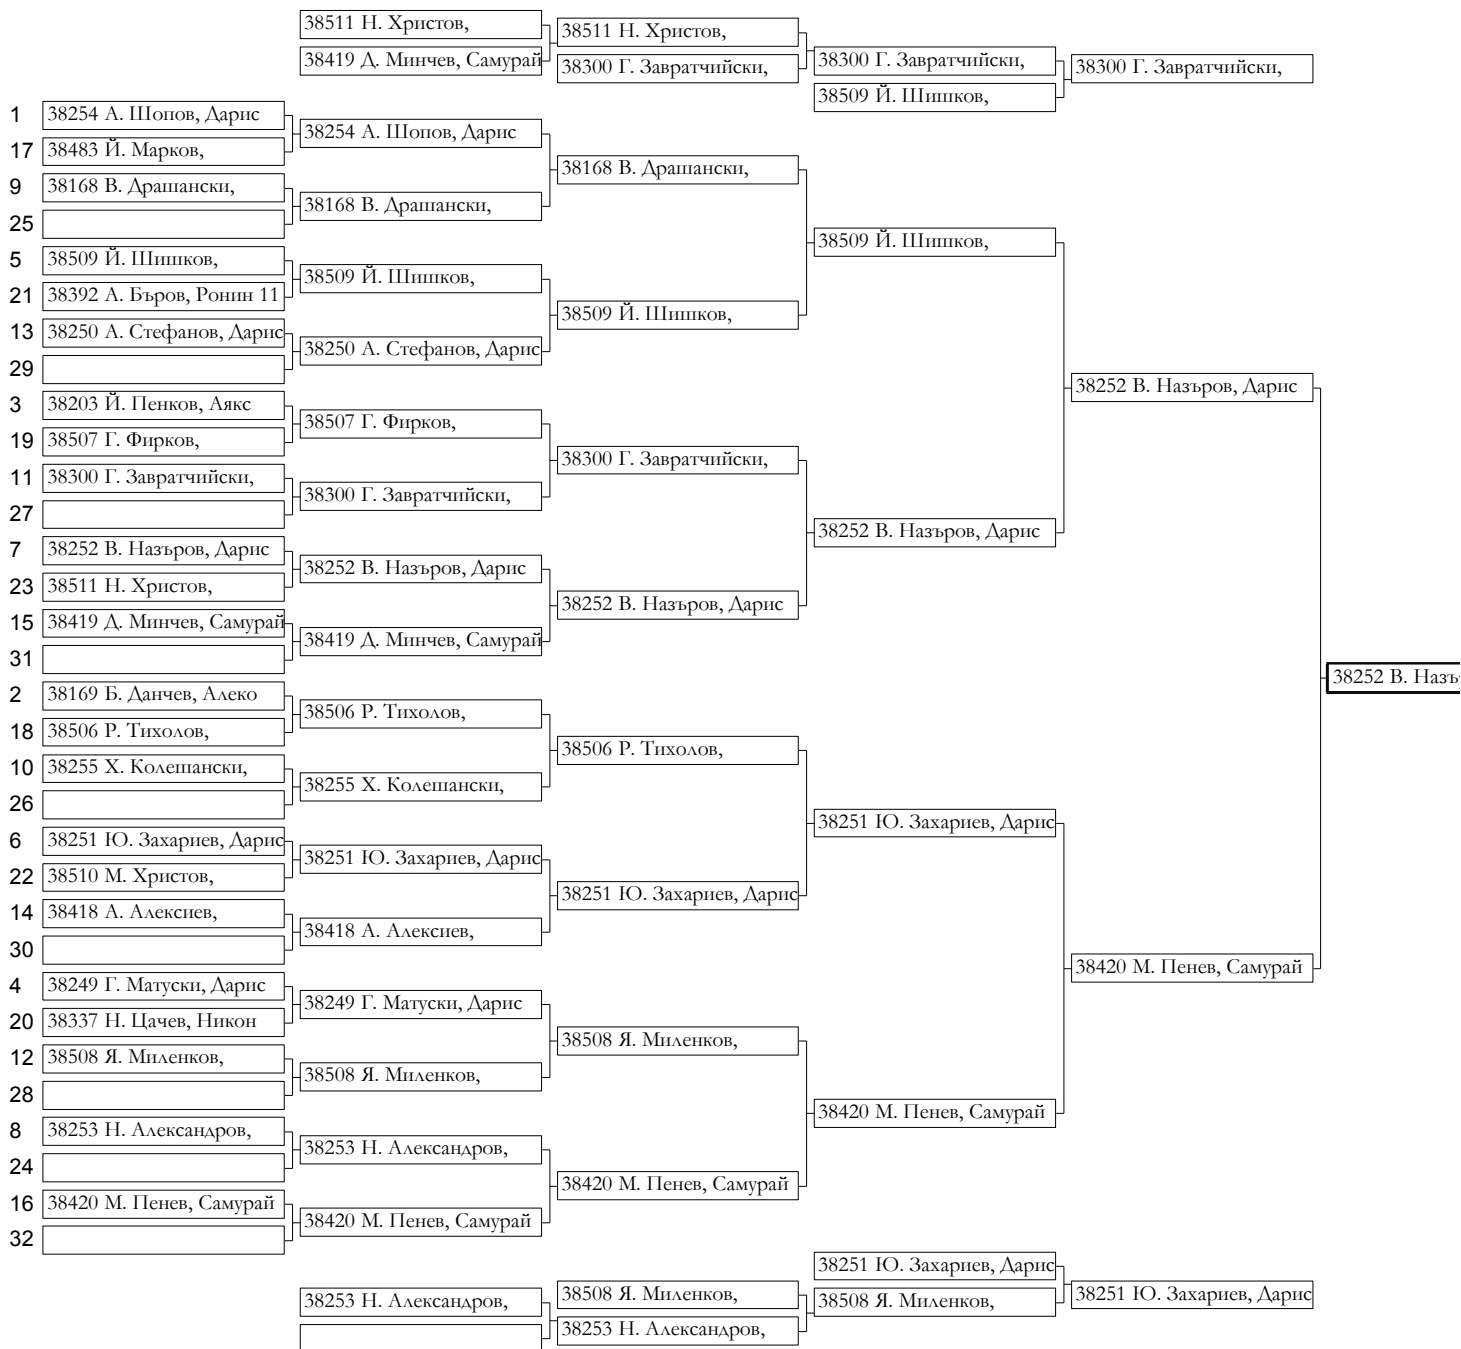 38511 Н. Христов,
38419 Д. Минчев, Самурай
38511 Н. Христов,
38300 Г. Завратчийски,
38300 Г. Завратчийски,
38509 Й. Шишков,
38300 Г. Завратчийски,
1 38254 А. Шопов, Дарис
17 38483 Й. Марков,
9 38168 В. Драшански,
25
5 38509 Й. Шишков,
21 38392 А. Бъров, Ронин 11
13 38250 А. Стефанов, Дарис
29
3 38203 Й. Пенков, Аякс
19 38507 Г. Фирков,
11 38300 Г. Завратчийски,
27
7 38252 В. Назъров, Дарис
23 38511 Н. Христов,
15 38419 Д. Минчев, Самурай
31
2 38169 Б. Данчев, Алеко
18 38506 Р. Тихолов,
10 38255 Х. Колешански,
26
6 38251 Ю. Захариев, Дарис
22 38510 М. Христов,
14 38418 А. Алексиев,
30
4 38249 Г. Матуски, Дарис
20 38337 Н. Цачев, Никон
12 38508 Я. Миленков,
28
8 38253 Н. Александров,
24
16 38420 М. Пенев, Самурай
32
38254 А. Шопов, Дарис
38168 В. Драшански,
38509 Й. Шишков,
38250 А. Стефанов, Дарис
38507 Г. Фирков,
38300 Г. Завратчийски,
38252 В. Назъров, Дарис
38419 Д. Минчев, Самурай
38506 Р. Тихолов,
38255 Х. Колешански,
38251 Ю. Захариев, Дарис
38418 А. Алексиев,
38249 Г. Матуски, Дарис
38508 Я. Миленков,
38253 Н. Александров,
38420 М. Пенев, Самурай
38168 В. Драшански,
38509 Й. Шишков,
38300 Г. Завратчийски,
38252 В. Назъров, Дарис
38506 Р. Тихолов,
38251 Ю. Захариев, Дарис
38508 Я. Миленков,
38420 М. Пенев, Самурай
38509 Й. Шишков,
38252 В. Назъров, Дарис
38251 Ю. Захариев, Дарис
38420 М. Пенев, Самурай
38252 В. Назъров, Дарис
38420 М. Пенев, Самурай
38252 В.
38253 Н. Александров,
38508 Я. Миленков,
38253 Н. Александров,
38251 Ю. Захариев, Дарис
38508 Я. Миленков,
38251 Ю. Захариев, Дарис